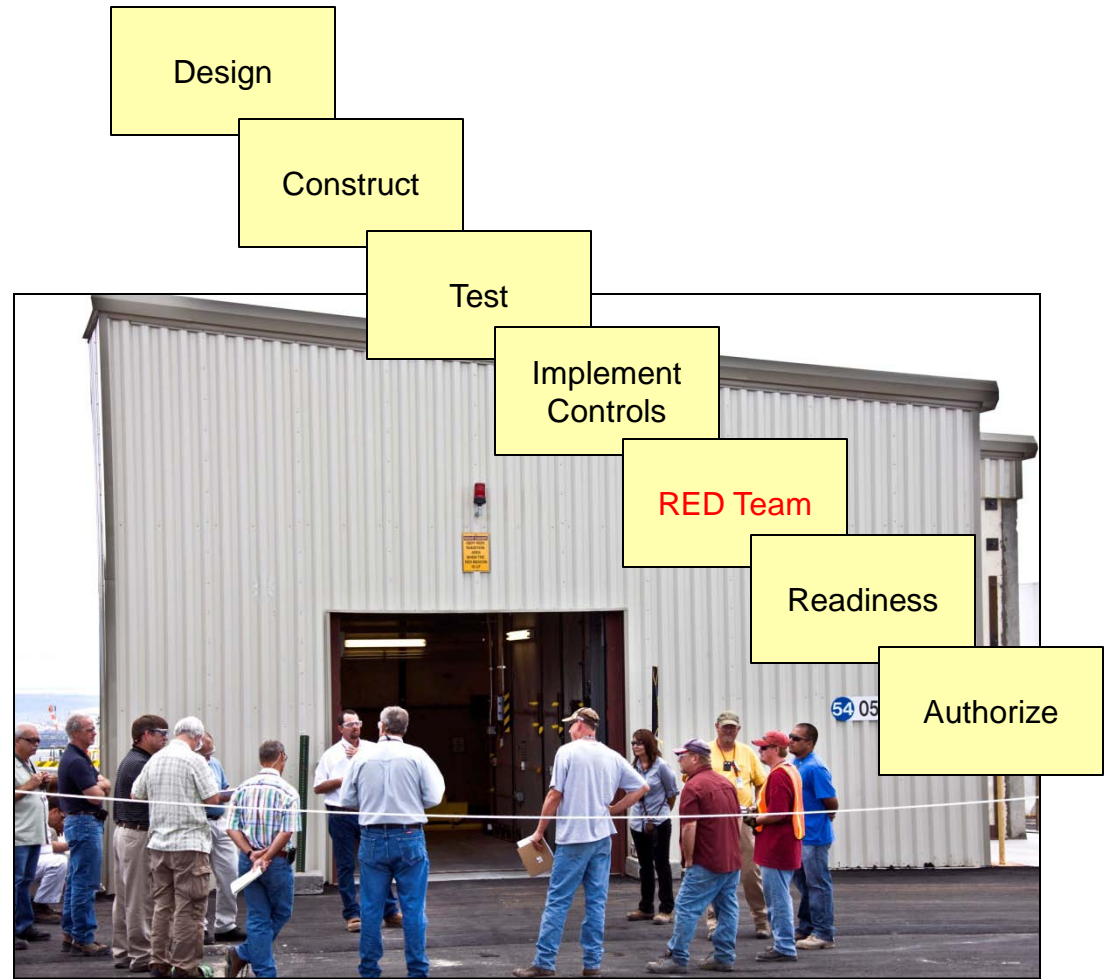 Design
Construct
Test
Implement
Controls
RED Team
Readiness
Authorize
54 05